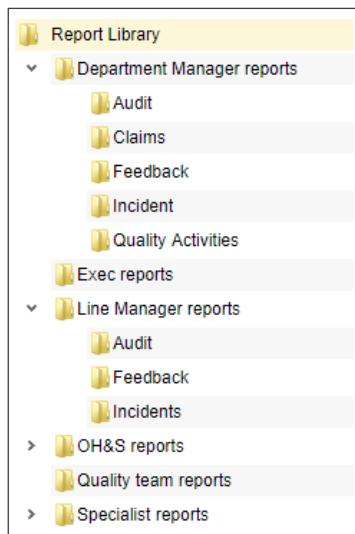 Report Library
Department Manager reports
Audit
Claims
Feedback
Incident
Quality Activities
Exec reports
Line Manager reports
Audit
Feedback
Incidents
OH&S reports
Quality team reports
Specialist reports